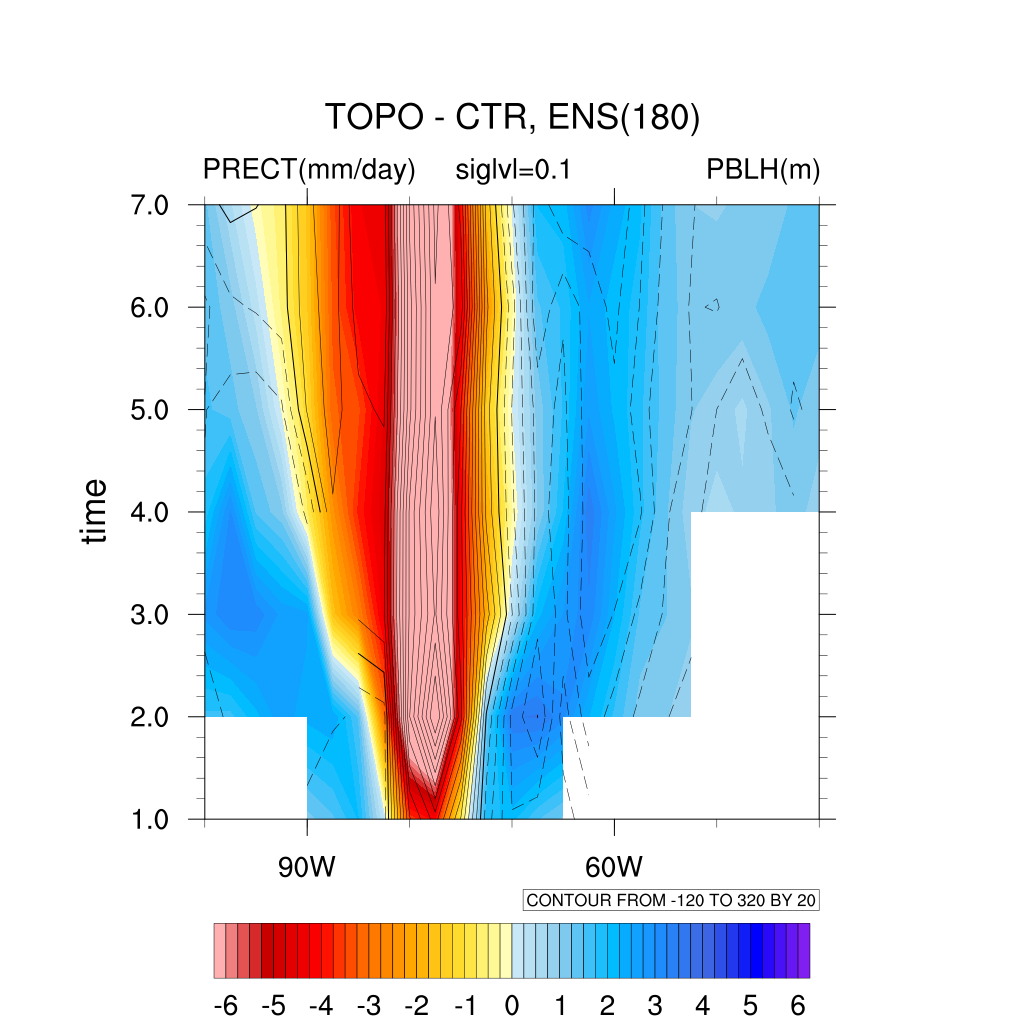 TOPO - CTR, ENS(180)
PRECT(mm/day) siglvl=0.1 PBLH(m)
7.0
6.0
5.0
4.0
3.0
2.0
1.0
time
90W 60W
CONTOUR FROM -120 TO 320 BY 20
-6 -5 -4 -3 -2 -1 0 1 2 3 4 5 6